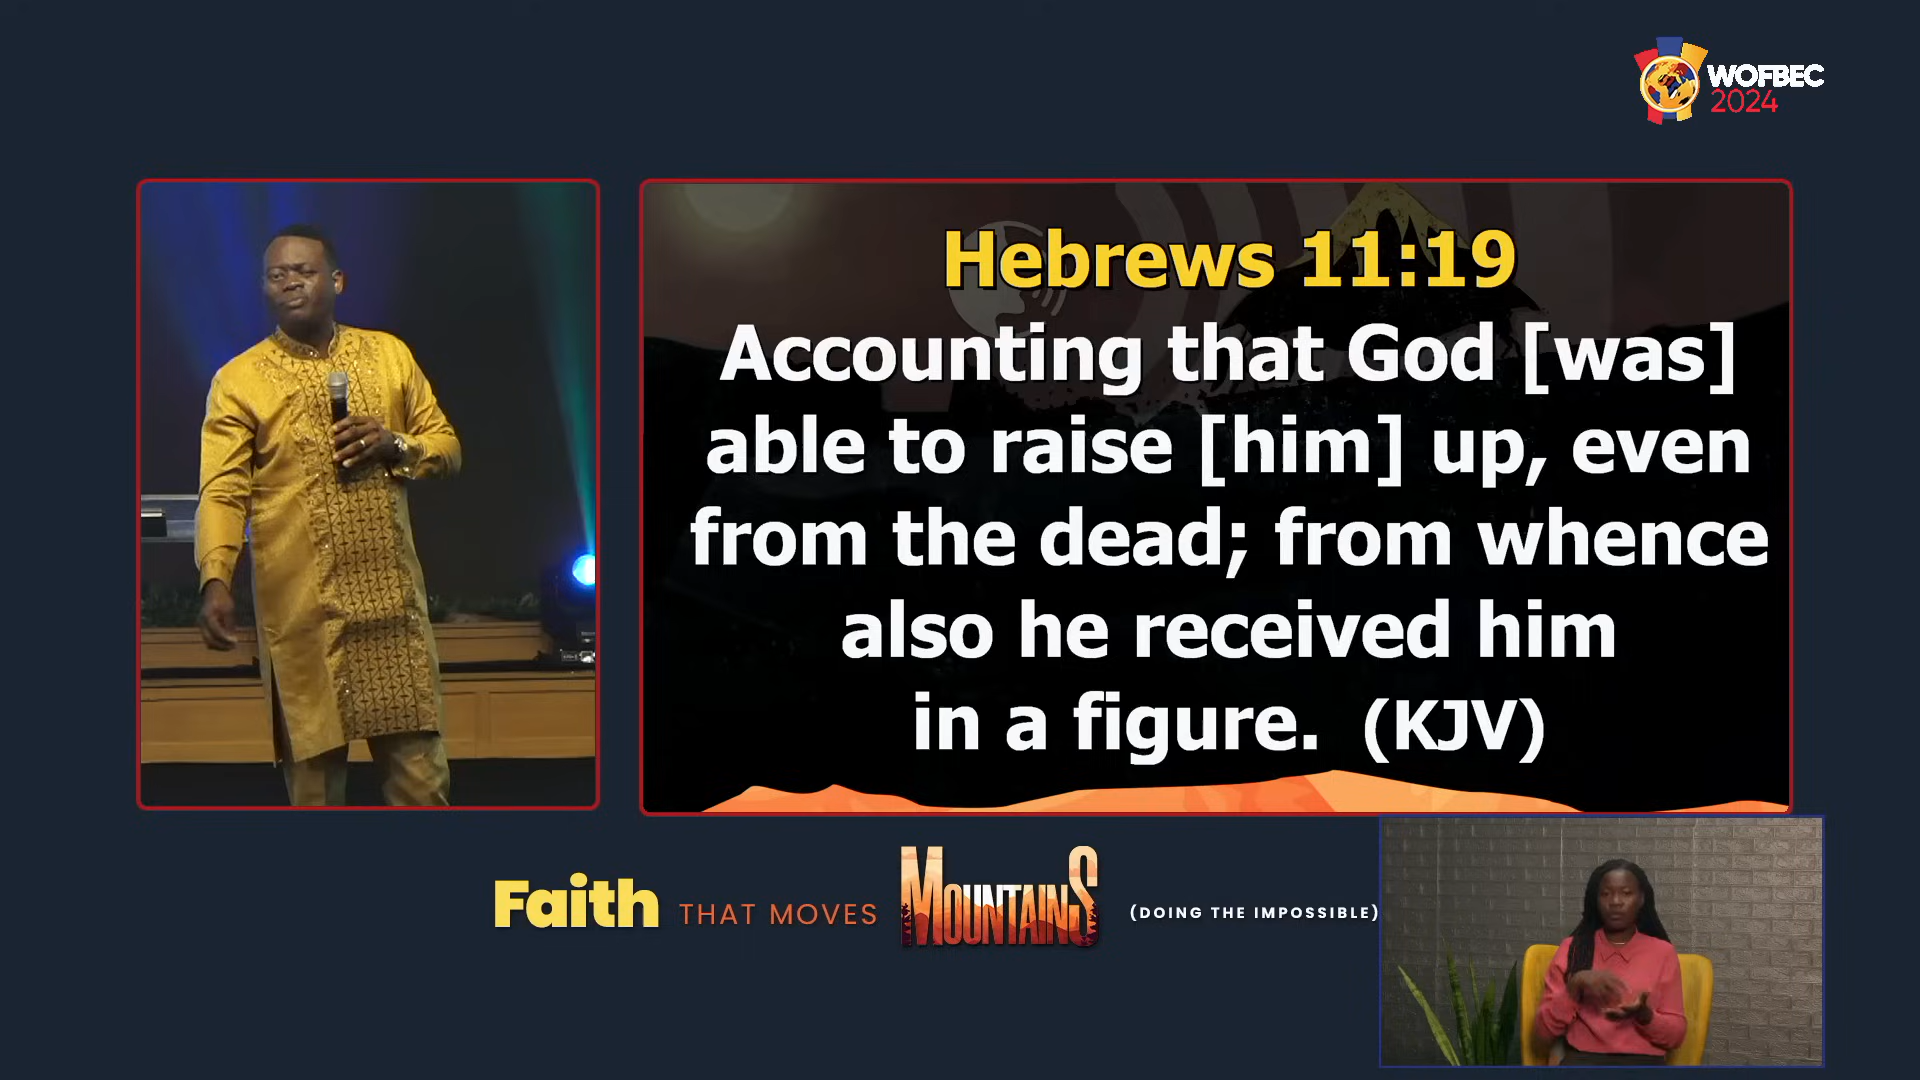 WOFBEC
2024
Hebrews 11:19
Accounting that God [was]
able to raise [him] up, even
from the dead; from whence
also he received him
in a figure. (KJV)
Faith THAT MOVES MOUNTAINS (DOING THE IMPOSSIBLE)